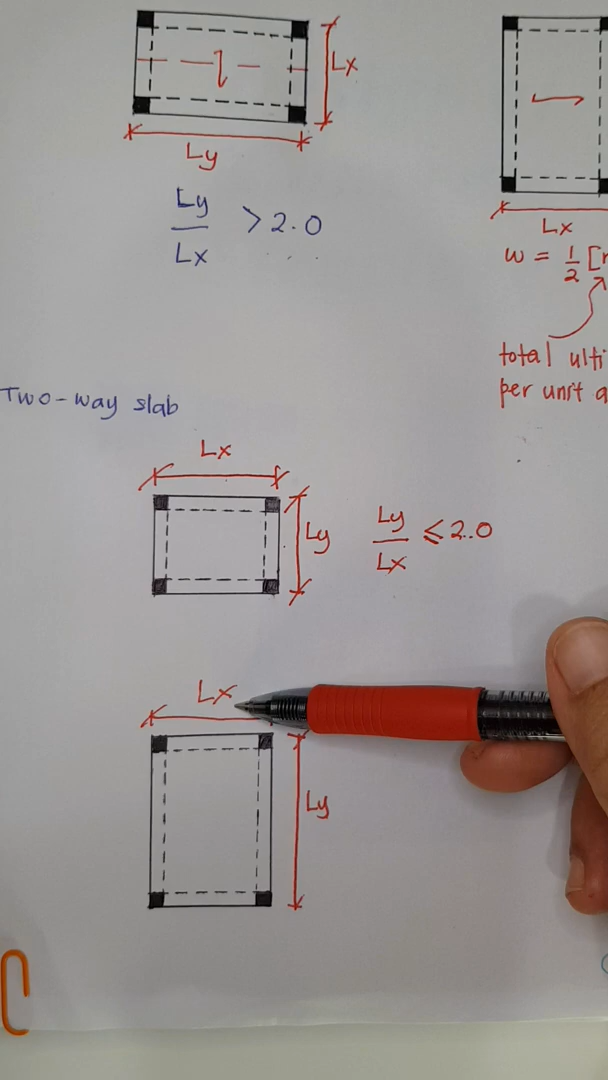 Lx
Ly
Ly
Lx
> 2.0
Lx
w = 1/2 [
total
per unit
Two-way slab
Lx
Ly
Ly
Lx
≤ 2.0
Lx
Ly